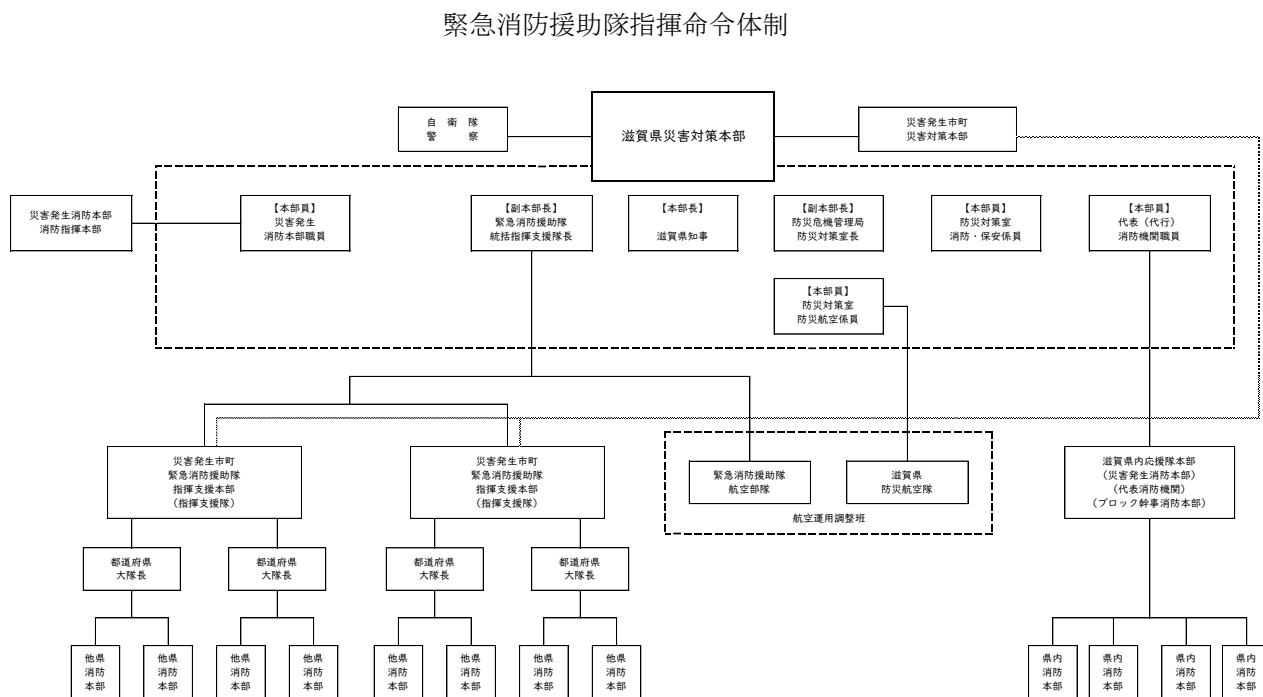 緊急消防援助隊指揮命令体制
自 衛 隊
警 察
滋賀県災害対策本部
災害発生市町
災害対策本部
災害発生消防本部
消防指揮本部
【本部員】
災害発生
消防本部職員
【副本部長】
緊急消防援助隊
統括指揮支援隊長
【本部長】
滋賀県知事
【副本部長】
防災危機管理局
防災対策室長
【本部員】
防災対策室
消防・保安係員
【本部員】
代表（代行）
消防機関職員
【本部員】
防災対策室
防災航空係員
災害発生市町
緊急消防援助隊
指揮支援本部
（指揮支援隊）
災害発生市町
緊急消防援助隊
指揮支援本部
（指揮支援隊）
緊急消防援助隊
航空部隊
滋賀県
防災航空隊
航空運用調整班
滋賀県内応援隊本部
（災害発生消防本部）
（代表消防機関）
（ブロック幹事消防本部）
都道府県
大隊長
都道府県
大隊長
都道府県
大隊長
都道府県
大隊長
他県
消防
本部
他県
消防
本部
他県
消防
本部
他県
消防
本部
他県
消防
本部
他県
消防
本部
他県
消防
本部
他県
消防
本部
県内
消防
本部
県内
消防
本部
県内
消防
本部
県内
消防
本部